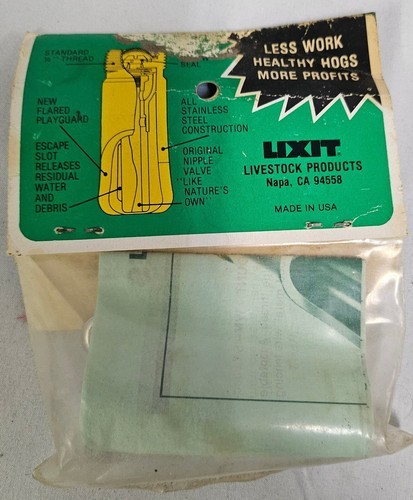 STANDARD
½" THREAD
SEAL
LESS WORK
HEALTHY HOGS
MORE PROFITS
NEW
FLARED
PLAYGUARD
ESCAPE
SLOT
RELEASES
RESIDUAL
WATER
AND
DEBRIS
ALL
STAINLESS
STEEL
CONSTRUCTION
ORIGINAL
NIPPLE
VALVE
"LIKE
NATURE'S
OWN"
LIXIT
LIVESTOCK PRODUCTS
Napa, CA 94558
MADE IN USA